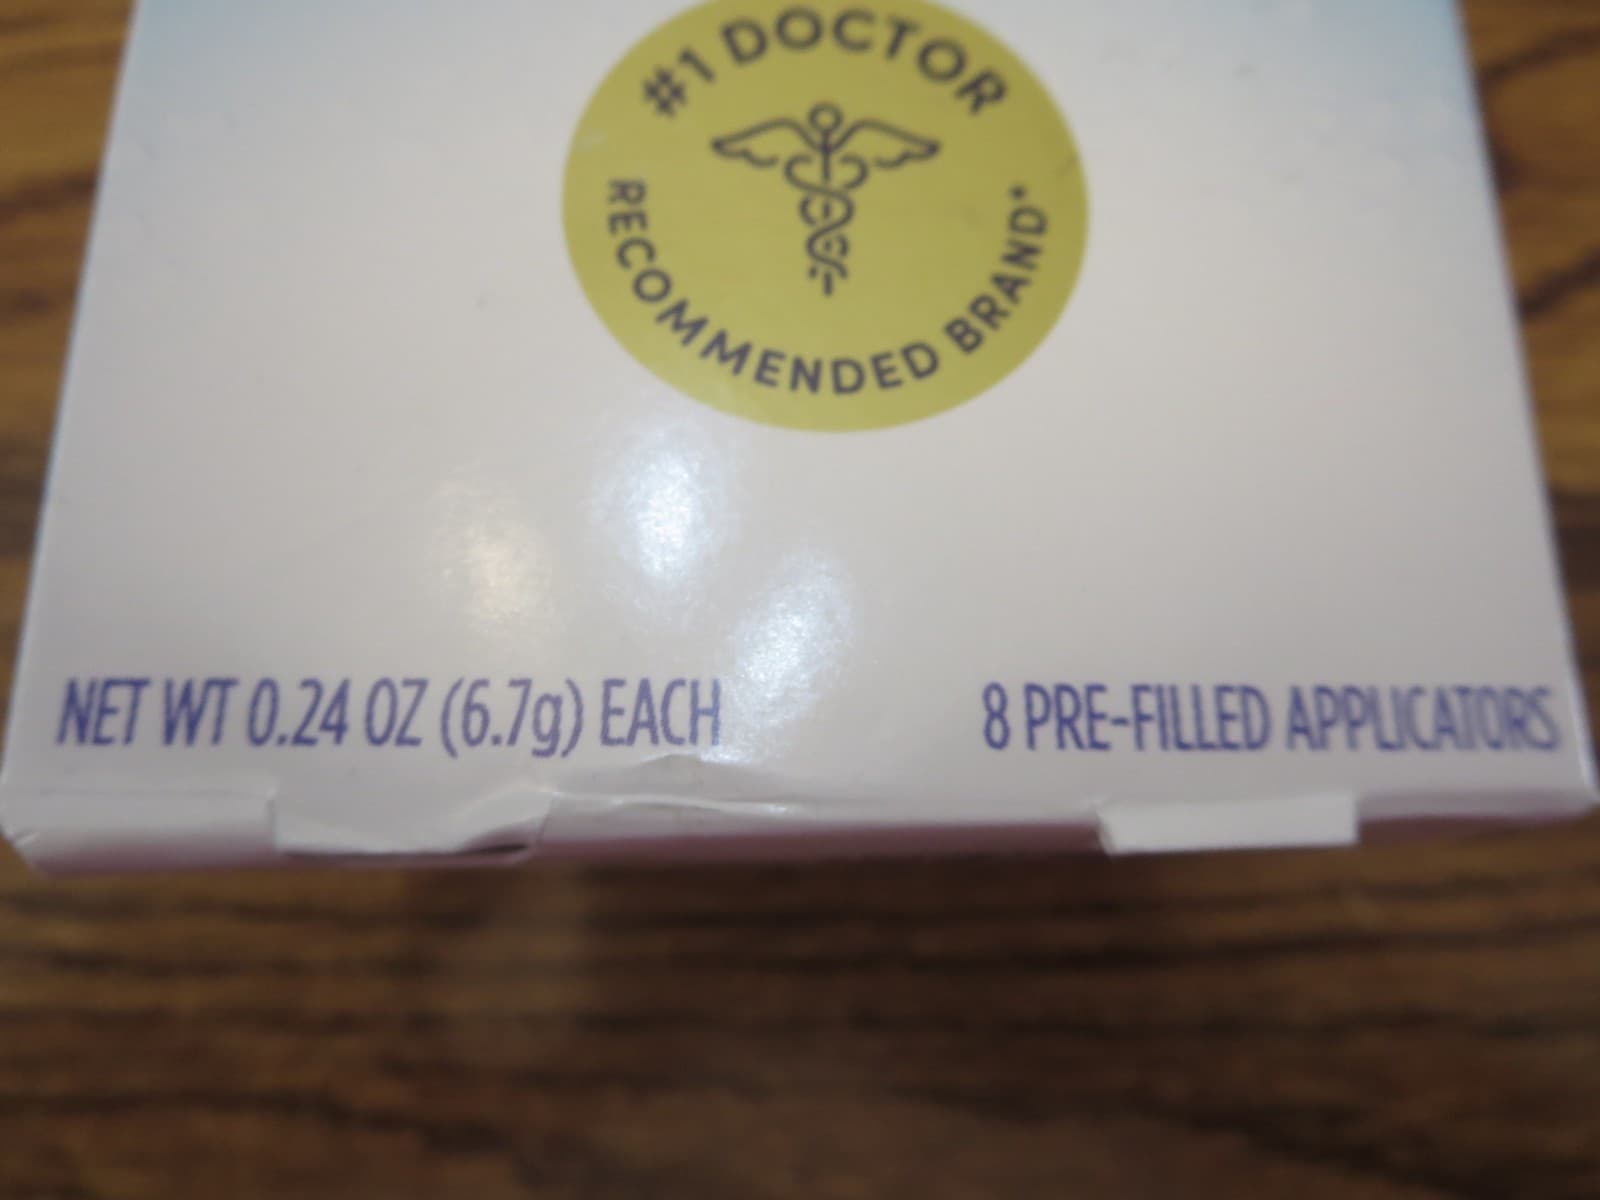 #1 DOCTOR
RECOMMENDED BRAND*
NET WT 0.24 OZ (6.7g) EACH
8 PRE-FILLED APPLICATORS